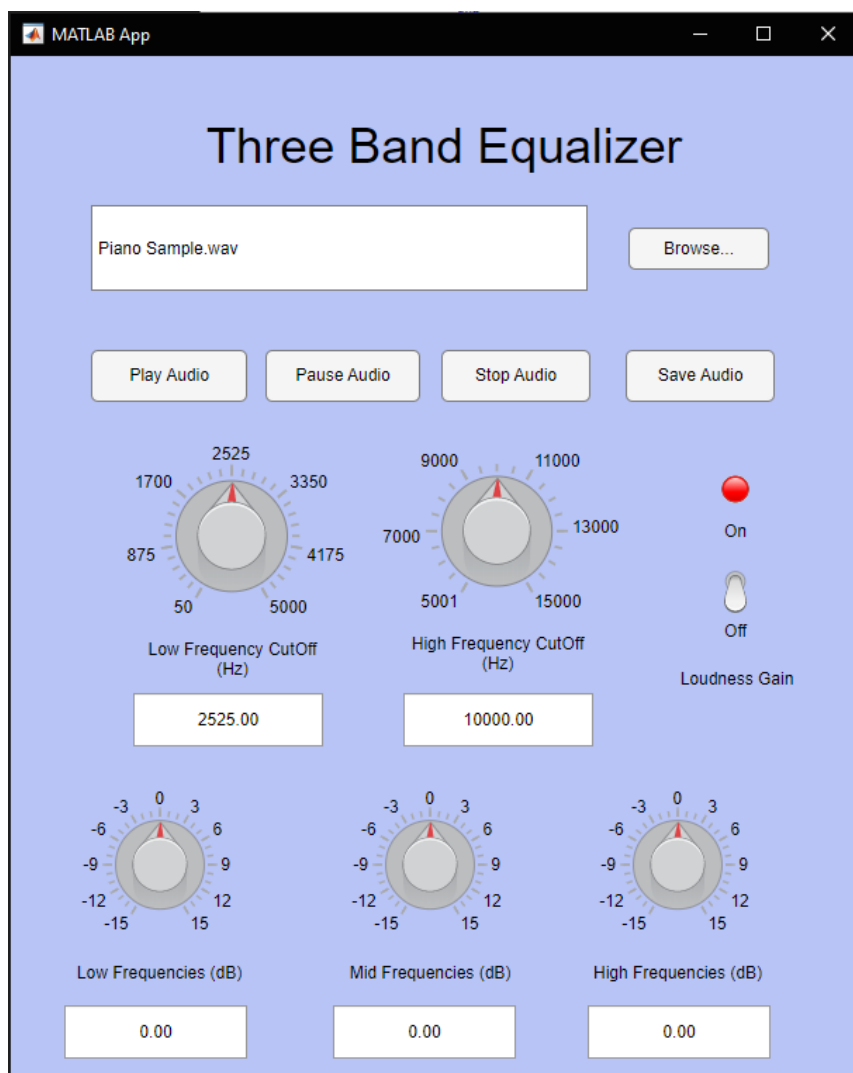 MATLAB App
Three Band Equalizer
Piano Sample.wav
Browse...
Play Audio
Pause Audio
Stop Audio
Save Audio
2525
1700
3350
875
4175
50
5000
Low Frequency CutOff
(Hz)
2525.00
9000
11000
7000
13000
5001
15000
High Frequency CutOff
(Hz)
10000.00
On
Off
Loudness Gain
0
-3
3
-6
6
-9
9
-12
12
-15
15
Low Frequencies (dB)
0.00
0
-3
3
-6
6
-9
9
-12
12
-15
15
Mid Frequencies (dB)
0.00
0
-3
3
-6
6
-9
9
-12
12
-15
15
High Frequencies (dB)
0.00